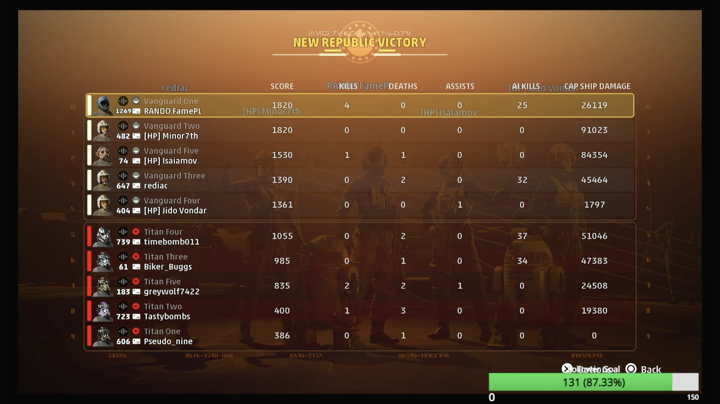 NEW REPUBLIC VICTORY
SCORE KILLS DEATHS ASSISTS AI KILLS CAP SHIP DAMAGE
Vanguard One
1269 RANDO FamePL 1820 4 0 0 25 26119
Vanguard Two
482 [HP] Minor7th 1820 0 0 0 0 91023
Vanguard Five
74 [HP] Isaiamov 1530 1 1 0 0 84354
Vanguard Three
647 rediac 1390 0 2 0 32 45464
Vanguard Four
404 [HP] Jido Vondar 1361 0 0 1 0 1797
Titan Four
739 timebomb011 1055 0 2 0 37 51046
Titan Three
61 Biker_Buggs 985 0 1 0 34 47383
Titan Five
183 greywolf7422 835 2 2 1 0 24508
Titan Two
723 Tastybombs 400 1 3 0 0 19380
Titan One
606 Pseudo_nine 386 0 1 0 0 0
rediac
[HP] Minor7th
[HP] Isaiamov
Back
131 (87.33%)
0 150